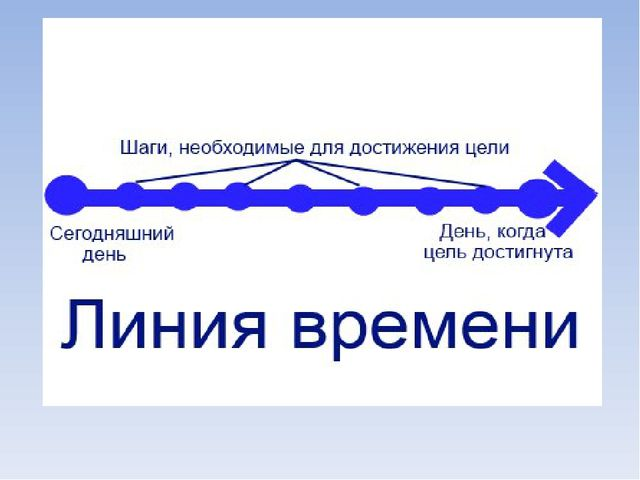 Шаги, необходимые для достижения цели
Сегодняшний
день
День, когда
цель достигнута
Линия времени